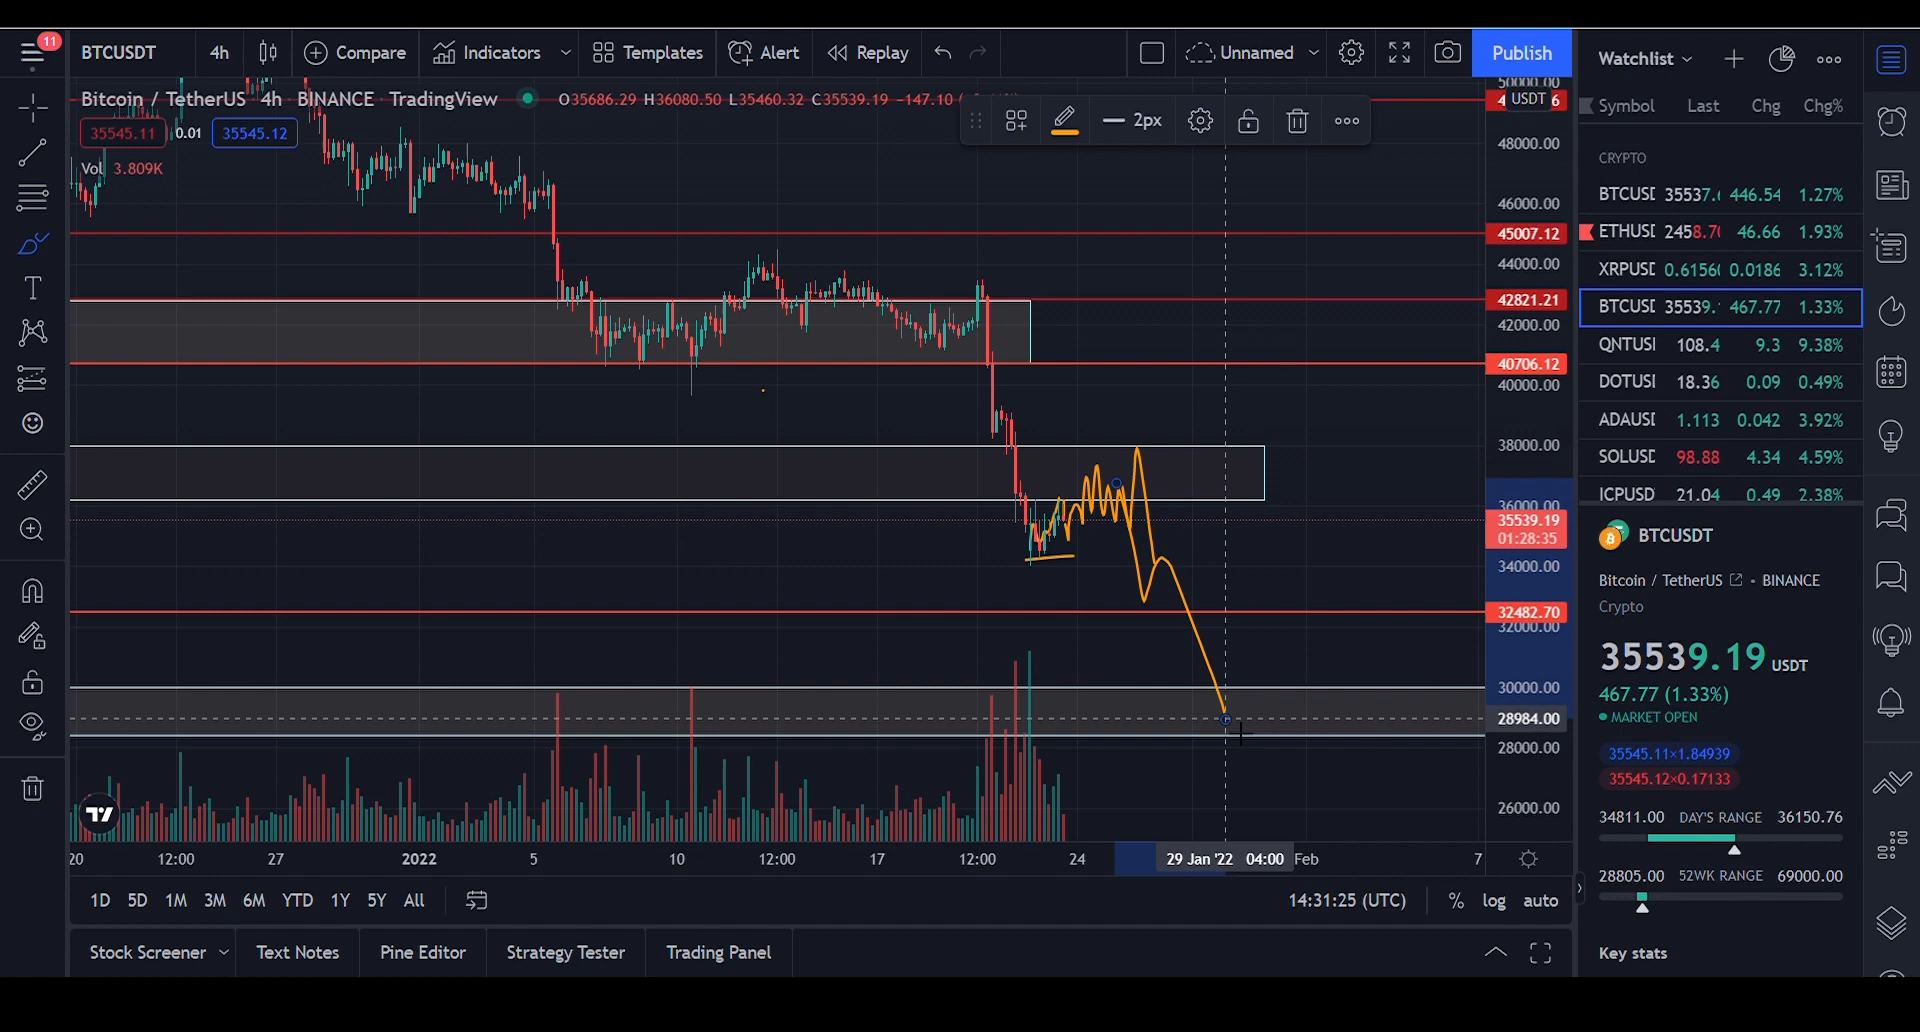 11
BTCUSDT 4h Compare Indicators Templates Alert Replay Unnamed Publish
Bitcoin / TetherUS · 4h · BINANCE · TradingView O35686.29 H36080.50 L35460.32 C35539.19 -147.10
35545.11 0.01 35545.12
Vol 3.809K
2px
USDT
50000.00
48000.00
46000.00
45007.12
44000.00
42821.21
42000.00
40706.12
40000.00
38000.00
36000.00
35539.19
01:28:35
34000.00
32482.70
32000.00
30000.00
28984.00
28000.00
26000.00
20 12:00 27 2022 5 10 12:00 17 12:00 24 29 Jan '22 04:00 Feb 7
1D 5D 1M 3M 6M YTD 1Y 5Y All 14:31:25 (UTC) % log auto
Stock Screener Text Notes Pine Editor Strategy Tester Trading Panel
Watchlist
Symbol Last Chg Chg%
CRYPTO
BTCUSD 35537. 446.54 1.27%
ETHUSD 2458.7 46.66 1.93%
XRPUSD 0.6156 0.0186 3.12%
BTCUSD 35539. 467.77 1.33%
QNTUSD 108.4 9.3 9.38%
DOTUSD 18.36 0.09 0.49%
ADAUSD 1.113 0.042 3.92%
SOLUSD 98.88 4.34 4.59%
ICPUSD 21.04 0.49 2.38%
BTCUSDT
Bitcoin / TetherUS • BINANCE
Crypto
35539.19 USDT
467.77 (1.33%)
MARKET OPEN
35545.11×1.84939
35545.12×0.17133
34811.00 DAY'S RANGE 36150.76
28805.00 52WK RANGE 69000.00
Key stats